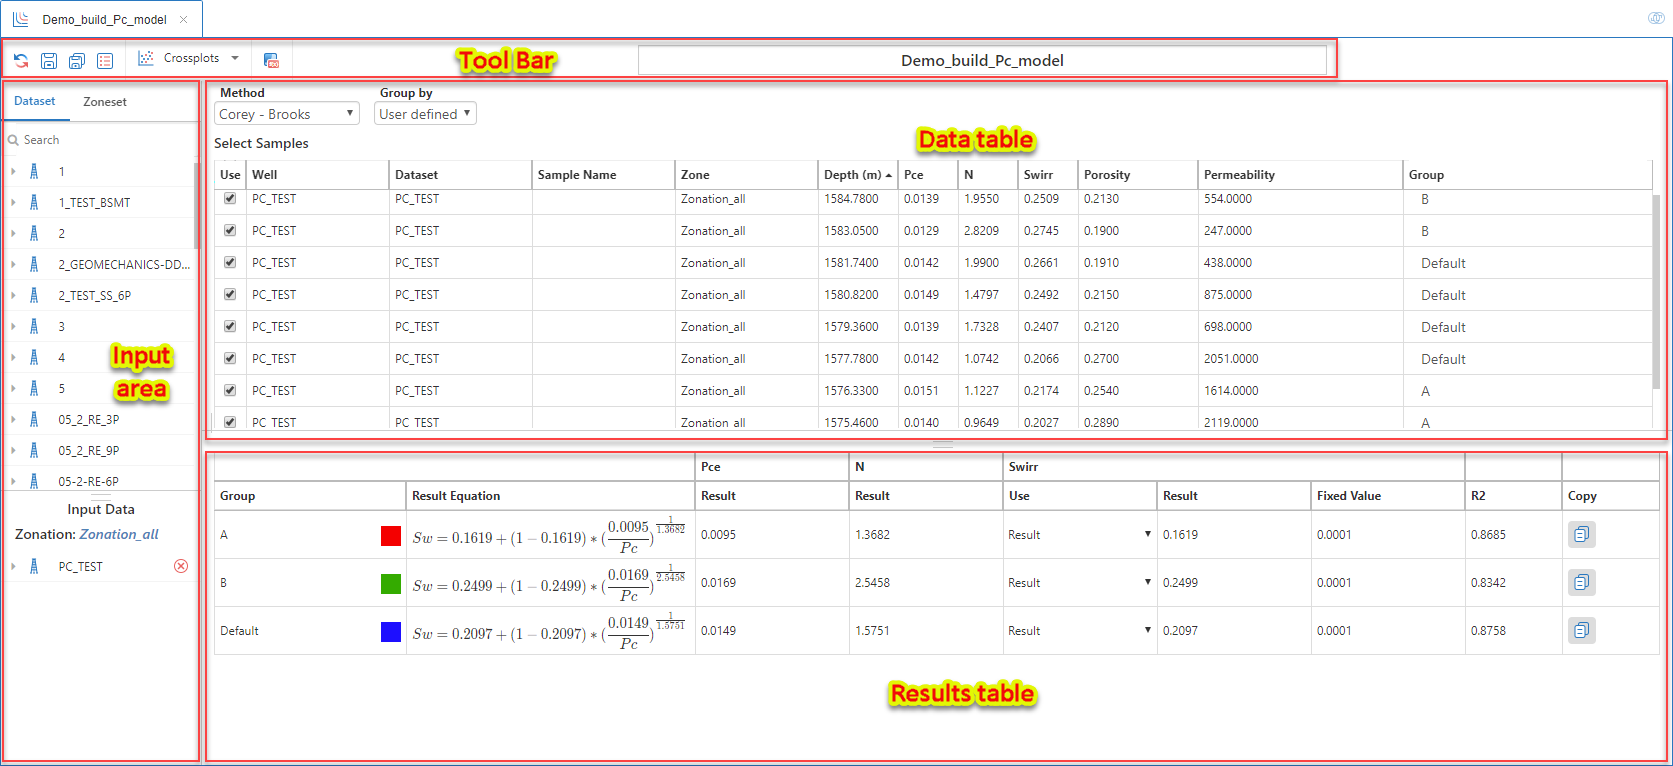 Demo_build_Pc_model ×
Crossplots
Tool Bar
Demo_build_Pc_model
Dataset Zoneset
Search
1
1_TEST_BSMT
2
2_GEOMECHANICS-DD...
2_TEST_SS_6P
3
4
5
05_2_RE_3P
05_2_RE_9P
05-2-RE-6P
Input
area
Input Data
Zonation: Zonation_all
PC_TEST
Method Group by
Corey - Brooks User defined
Data table
Select Samples
Use Well Dataset Sample Name Zone Depth (m) Pce N Swirr Porosity Permeability Group
PC_TEST PC_TEST Zonation_all 1584.7800 0.0139 1.9550 0.2509 0.2130 554.0000 B
PC_TEST PC_TEST Zonation_all 1583.0500 0.0129 2.8209 0.2745 0.1900 247.0000 B
PC_TEST PC_TEST Zonation_all 1581.7400 0.0142 1.9900 0.2661 0.1910 438.0000 Default
PC_TEST PC_TEST Zonation_all 1580.8200 0.0149 1.4797 0.2492 0.2150 875.0000 Default
PC_TEST PC_TEST Zonation_all 1579.3600 0.0139 1.7328 0.2407 0.2120 698.0000 Default
PC_TEST PC_TEST Zonation_all 1577.7800 0.0142 1.0742 0.2066 0.2700 2051.0000 Default
PC_TEST PC_TEST Zonation_all 1576.3300 0.0151 1.1227 0.2174 0.2540 1614.0000 A
PC_TEST PC_TEST Zonation_all 1575.4600 0.0140 0.9649 0.2027 0.2890 2119.0000 A
Pce N Swirr
Group Result Equation Result Result Use Result Fixed Value R2 Copy
A Sw = 0.1619 + (1 − 0.1619) * (0.0095/Pc)^(1/1.3682) 0.0095 1.3682 Result 0.1619 0.0001 0.8685
B Sw = 0.2499 + (1 − 0.2499) * (0.0169/Pc)^(1/2.5458) 0.0169 2.5458 Result 0.2499 0.0001 0.8342
Default Sw = 0.2097 + (1 − 0.2097) * (0.0149/Pc)^(1/1.5751) 0.0149 1.5751 Result 0.2097 0.0001 0.8758
Results table